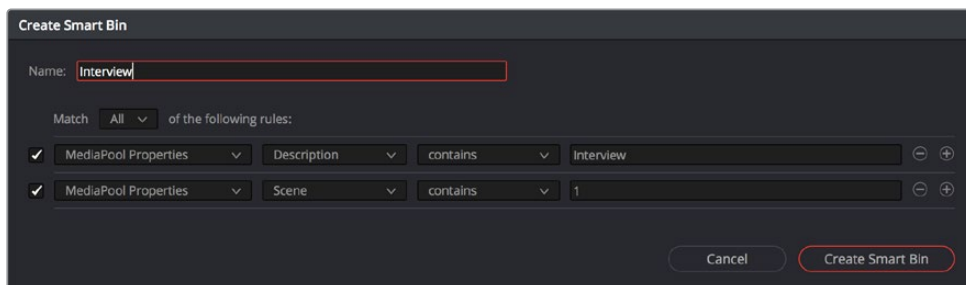 Create Smart Bin
Name: Interview
Match All of the following rules:
MediaPool Properties Description contains Interview
MediaPool Properties Scene contains 1
Cancel Create Smart Bin